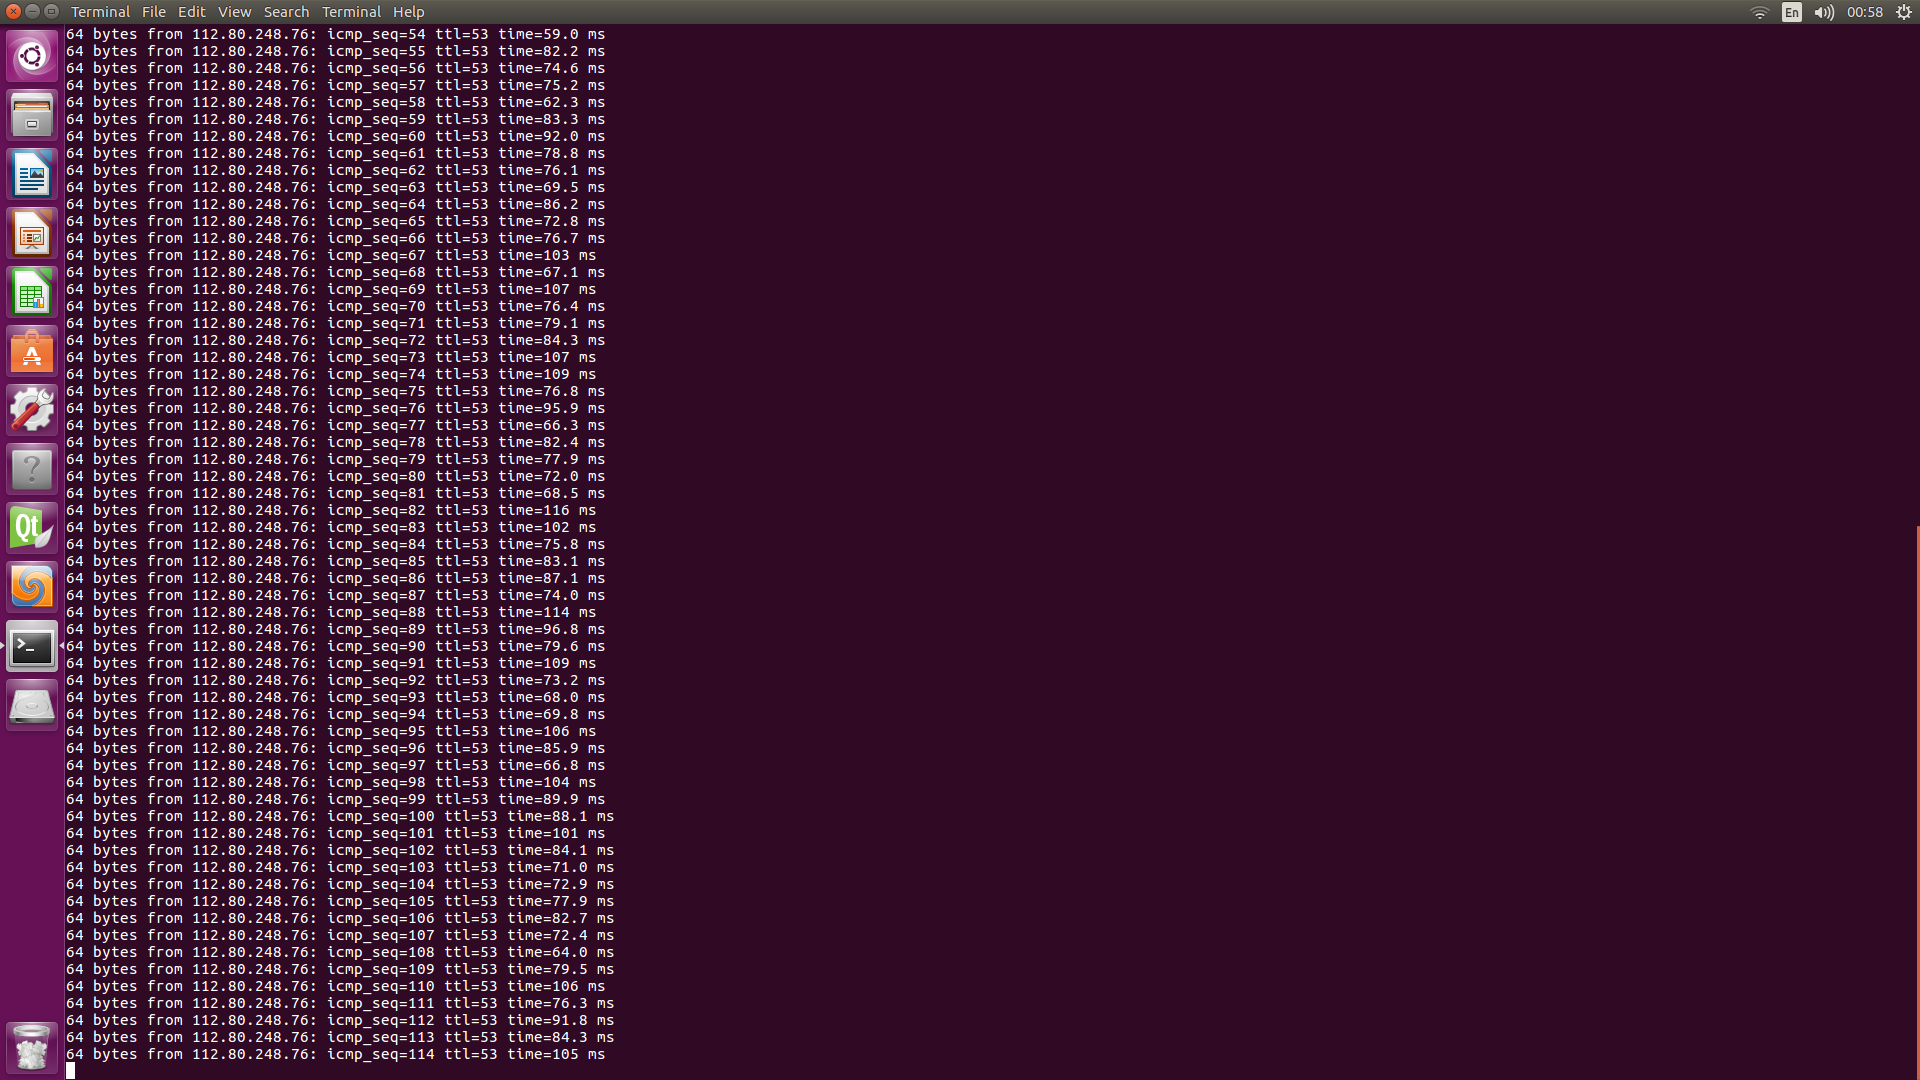 Terminal File Edit View Search Terminal Help En 00:58
64 bytes from 112.80.248.76: icmp_seq=54 ttl=53 time=59.0 ms
64 bytes from 112.80.248.76: icmp_seq=55 ttl=53 time=82.2 ms
64 bytes from 112.80.248.76: icmp_seq=56 ttl=53 time=74.6 ms
64 bytes from 112.80.248.76: icmp_seq=57 ttl=53 time=75.2 ms
64 bytes from 112.80.248.76: icmp_seq=58 ttl=53 time=62.3 ms
64 bytes from 112.80.248.76: icmp_seq=59 ttl=53 time=83.3 ms
64 bytes from 112.80.248.76: icmp_seq=60 ttl=53 time=92.0 ms
64 bytes from 112.80.248.76: icmp_seq=61 ttl=53 time=78.8 ms
64 bytes from 112.80.248.76: icmp_seq=62 ttl=53 time=76.1 ms
64 bytes from 112.80.248.76: icmp_seq=63 ttl=53 time=69.5 ms
64 bytes from 112.80.248.76: icmp_seq=64 ttl=53 time=86.2 ms
64 bytes from 112.80.248.76: icmp_seq=65 ttl=53 time=72.8 ms
64 bytes from 112.80.248.76: icmp_seq=66 ttl=53 time=76.7 ms
64 bytes from 112.80.248.76: icmp_seq=67 ttl=53 time=103 ms
64 bytes from 112.80.248.76: icmp_seq=68 ttl=53 time=67.1 ms
64 bytes from 112.80.248.76: icmp_seq=69 ttl=53 time=107 ms
64 bytes from 112.80.248.76: icmp_seq=70 ttl=53 time=76.4 ms
64 bytes from 112.80.248.76: icmp_seq=71 ttl=53 time=79.1 ms
64 bytes from 112.80.248.76: icmp_seq=72 ttl=53 time=84.3 ms
64 bytes from 112.80.248.76: icmp_seq=73 ttl=53 time=107 ms
64 bytes from 112.80.248.76: icmp_seq=74 ttl=53 time=109 ms
64 bytes from 112.80.248.76: icmp_seq=75 ttl=53 time=76.8 ms
64 bytes from 112.80.248.76: icmp_seq=76 ttl=53 time=95.9 ms
64 bytes from 112.80.248.76: icmp_seq=77 ttl=53 time=66.3 ms
64 bytes from 112.80.248.76: icmp_seq=78 ttl=53 time=82.4 ms
64 bytes from 112.80.248.76: icmp_seq=79 ttl=53 time=77.9 ms
64 bytes from 112.80.248.76: icmp_seq=80 ttl=53 time=72.0 ms
64 bytes from 112.80.248.76: icmp_seq=81 ttl=53 time=68.5 ms
64 bytes from 112.80.248.76: icmp_seq=82 ttl=53 time=116 ms
64 bytes from 112.80.248.76: icmp_seq=83 ttl=53 time=102 ms
64 bytes from 112.80.248.76: icmp_seq=84 ttl=53 time=75.8 ms
64 bytes from 112.80.248.76: icmp_seq=85 ttl=53 time=83.1 ms
64 bytes from 112.80.248.76: icmp_seq=86 ttl=53 time=87.1 ms
64 bytes from 112.80.248.76: icmp_seq=87 ttl=53 time=74.0 ms
64 bytes from 112.80.248.76: icmp_seq=88 ttl=53 time=114 ms
64 bytes from 112.80.248.76: icmp_seq=89 ttl=53 time=96.8 ms
64 bytes from 112.80.248.76: icmp_seq=90 ttl=53 time=79.6 ms
64 bytes from 112.80.248.76: icmp_seq=91 ttl=53 time=109 ms
64 bytes from 112.80.248.76: icmp_seq=92 ttl=53 time=73.2 ms
64 bytes from 112.80.248.76: icmp_seq=93 ttl=53 time=68.0 ms
64 bytes from 112.80.248.76: icmp_seq=94 ttl=53 time=69.8 ms
64 bytes from 112.80.248.76: icmp_seq=95 ttl=53 time=106 ms
64 bytes from 112.80.248.76: icmp_seq=96 ttl=53 time=85.9 ms
64 bytes from 112.80.248.76: icmp_seq=97 ttl=53 time=66.8 ms
64 bytes from 112.80.248.76: icmp_seq=98 ttl=53 time=104 ms
64 bytes from 112.80.248.76: icmp_seq=99 ttl=53 time=89.9 ms
64 bytes from 112.80.248.76: icmp_seq=100 ttl=53 time=88.1 ms
64 bytes from 112.80.248.76: icmp_seq=101 ttl=53 time=101 ms
64 bytes from 112.80.248.76: icmp_seq=102 ttl=53 time=84.1 ms
64 bytes from 112.80.248.76: icmp_seq=103 ttl=53 time=71.0 ms
64 bytes from 112.80.248.76: icmp_seq=104 ttl=53 time=72.9 ms
64 bytes from 112.80.248.76: icmp_seq=105 ttl=53 time=77.9 ms
64 bytes from 112.80.248.76: icmp_seq=106 ttl=53 time=82.7 ms
64 bytes from 112.80.248.76: icmp_seq=107 ttl=53 time=72.4 ms
64 bytes from 112.80.248.76: icmp_seq=108 ttl=53 time=64.0 ms
64 bytes from 112.80.248.76: icmp_seq=109 ttl=53 time=79.5 ms
64 bytes from 112.80.248.76: icmp_seq=110 ttl=53 time=106 ms
64 bytes from 112.80.248.76: icmp_seq=111 ttl=53 time=76.3 ms
64 bytes from 112.80.248.76: icmp_seq=112 ttl=53 time=91.8 ms
64 bytes from 112.80.248.76: icmp_seq=113 ttl=53 time=84.3 ms
64 bytes from 112.80.248.76: icmp_seq=114 ttl=53 time=105 ms
A
?
Qt
>_